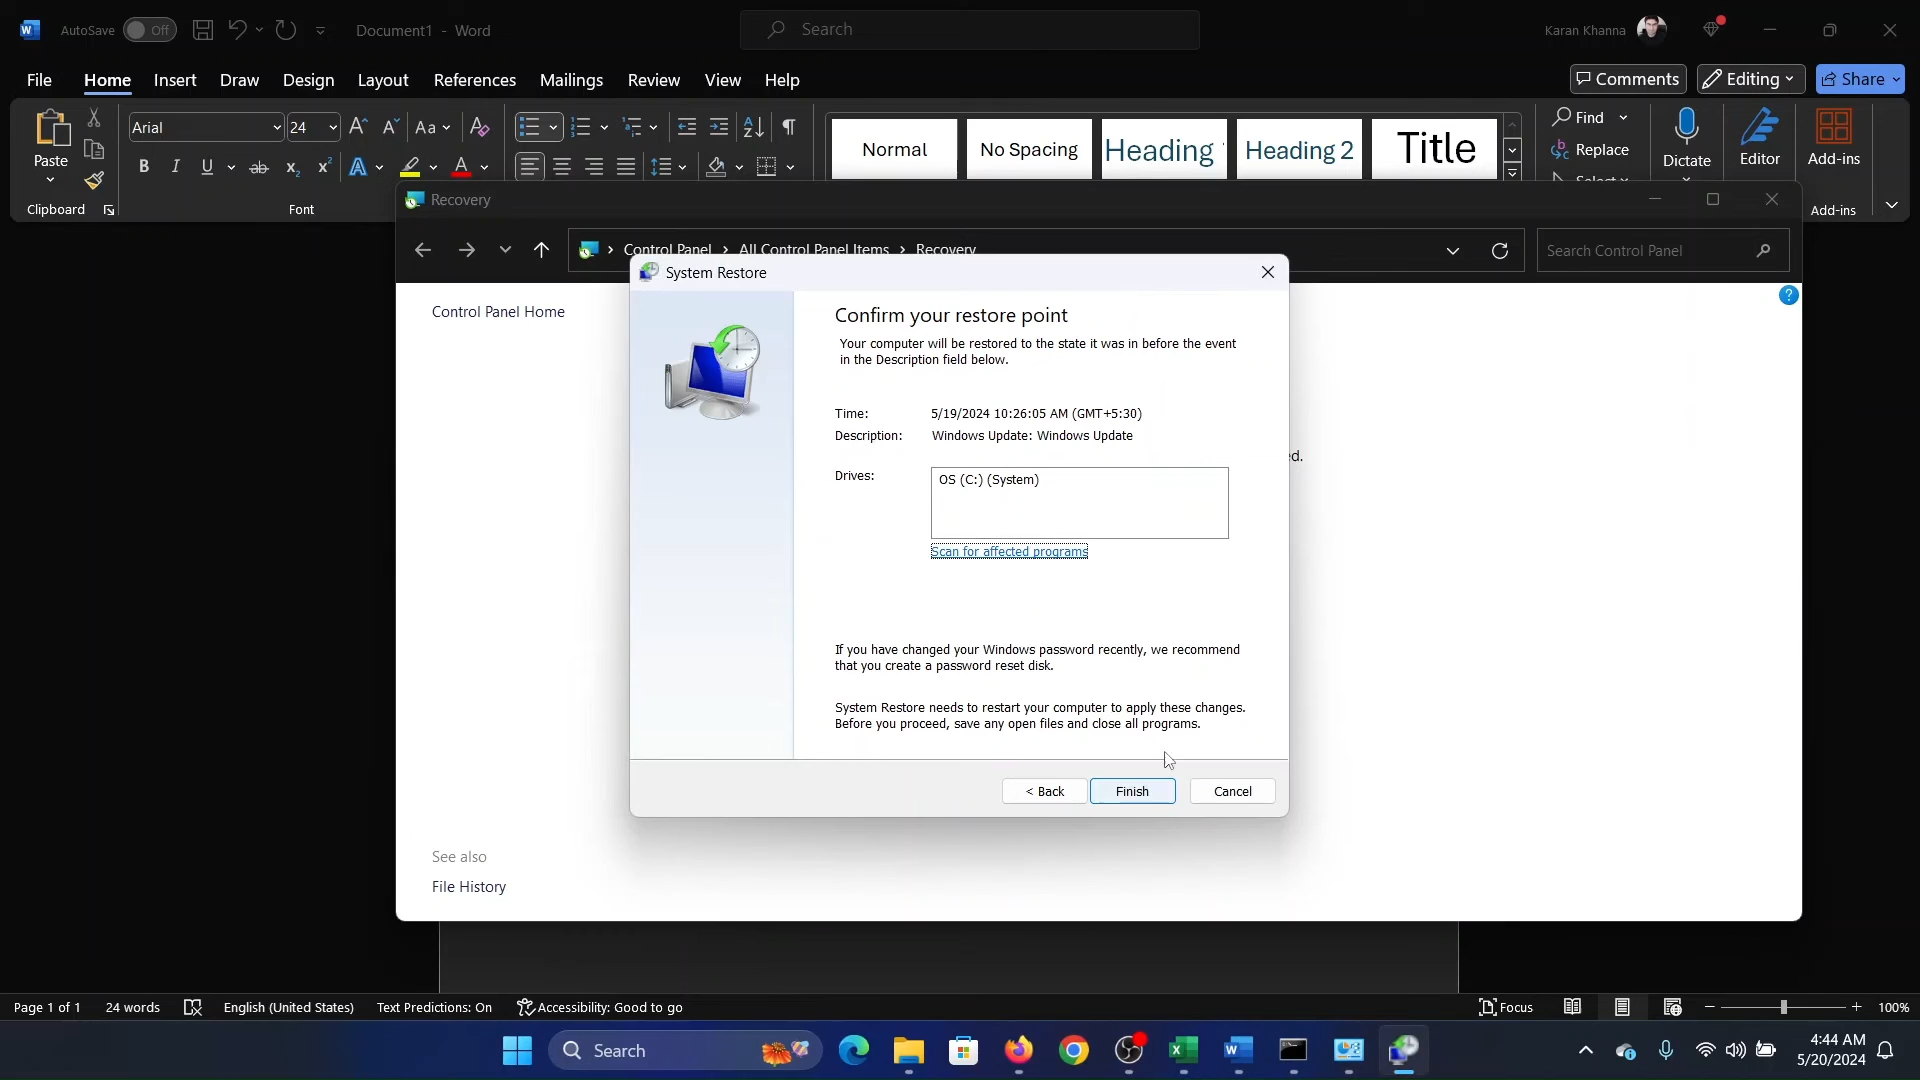 AutoSave Off Document1 - Word Search Karan Khanna
File Home Insert Draw Design Layout References Mailings Review View Help Comments Editing Share
Arial 24 Aa
Paste
Clipboard
Font
Normal No Spacing Heading Heading 2 Title
Find
Replace
Dictate Editor Add-ins
Add-ins
Recovery
Control Panel > All Control Panel Items > Recovery Search Control Panel
Control Panel Home
ed.
See also
File History
System Restore
Confirm your restore point
Your computer will be restored to the state it was in before the event
in the Description field below.
Time: 5/19/2024 10:26:05 AM (GMT+5:30)
Description: Windows Update: Windows Update
Drives: OS (C:) (System)
Scan for affected programs
If you have changed your Windows password recently, we recommend
that you create a password reset disk.
System Restore needs to restart your computer to apply these changes.
Before you proceed, save any open files and close all programs.
< Back Finish Cancel
Page 1 of 1 24 words English (United States) Text Predictions: On Accessibility: Good to go Focus 100%
Search
4:44 AM
5/20/2024